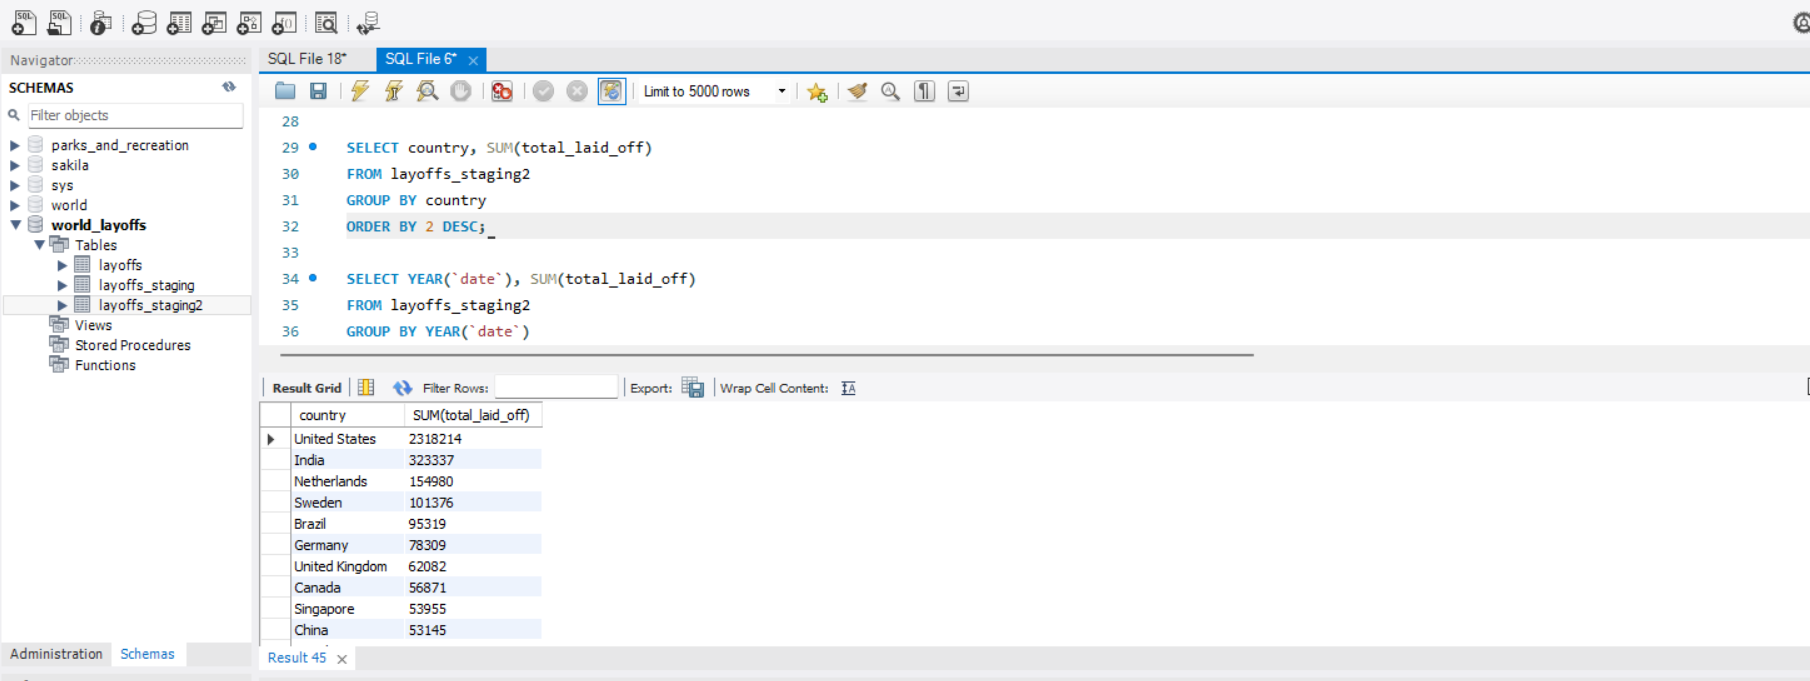 Navigator
SCHEMAS
Filter objects
parks_and_recreation
sakila
sys
world
world_layoffs
Tables
layoffs
layoffs_staging
layoffs_staging2
Views
Stored Procedures
Functions
Administration Schemas
SQL File 18* SQL File 6*
Limit to 5000 rows
28
29 SELECT country, SUM(total_laid_off)
30 FROM layoffs_staging2
31 GROUP BY country
32 ORDER BY 2 DESC;
33
34 SELECT YEAR(`date`), SUM(total_laid_off)
35 FROM layoffs_staging2
36 GROUP BY YEAR(`date`)
Result Grid Filter Rows: Export: Wrap Cell Content:
country SUM(total_laid_off)
United States 2318214
India 323337
Netherlands 154980
Sweden 101376
Brazil 95319
Germany 78309
United Kingdom 62082
Canada 56871
Singapore 53955
China 53145
Result 45